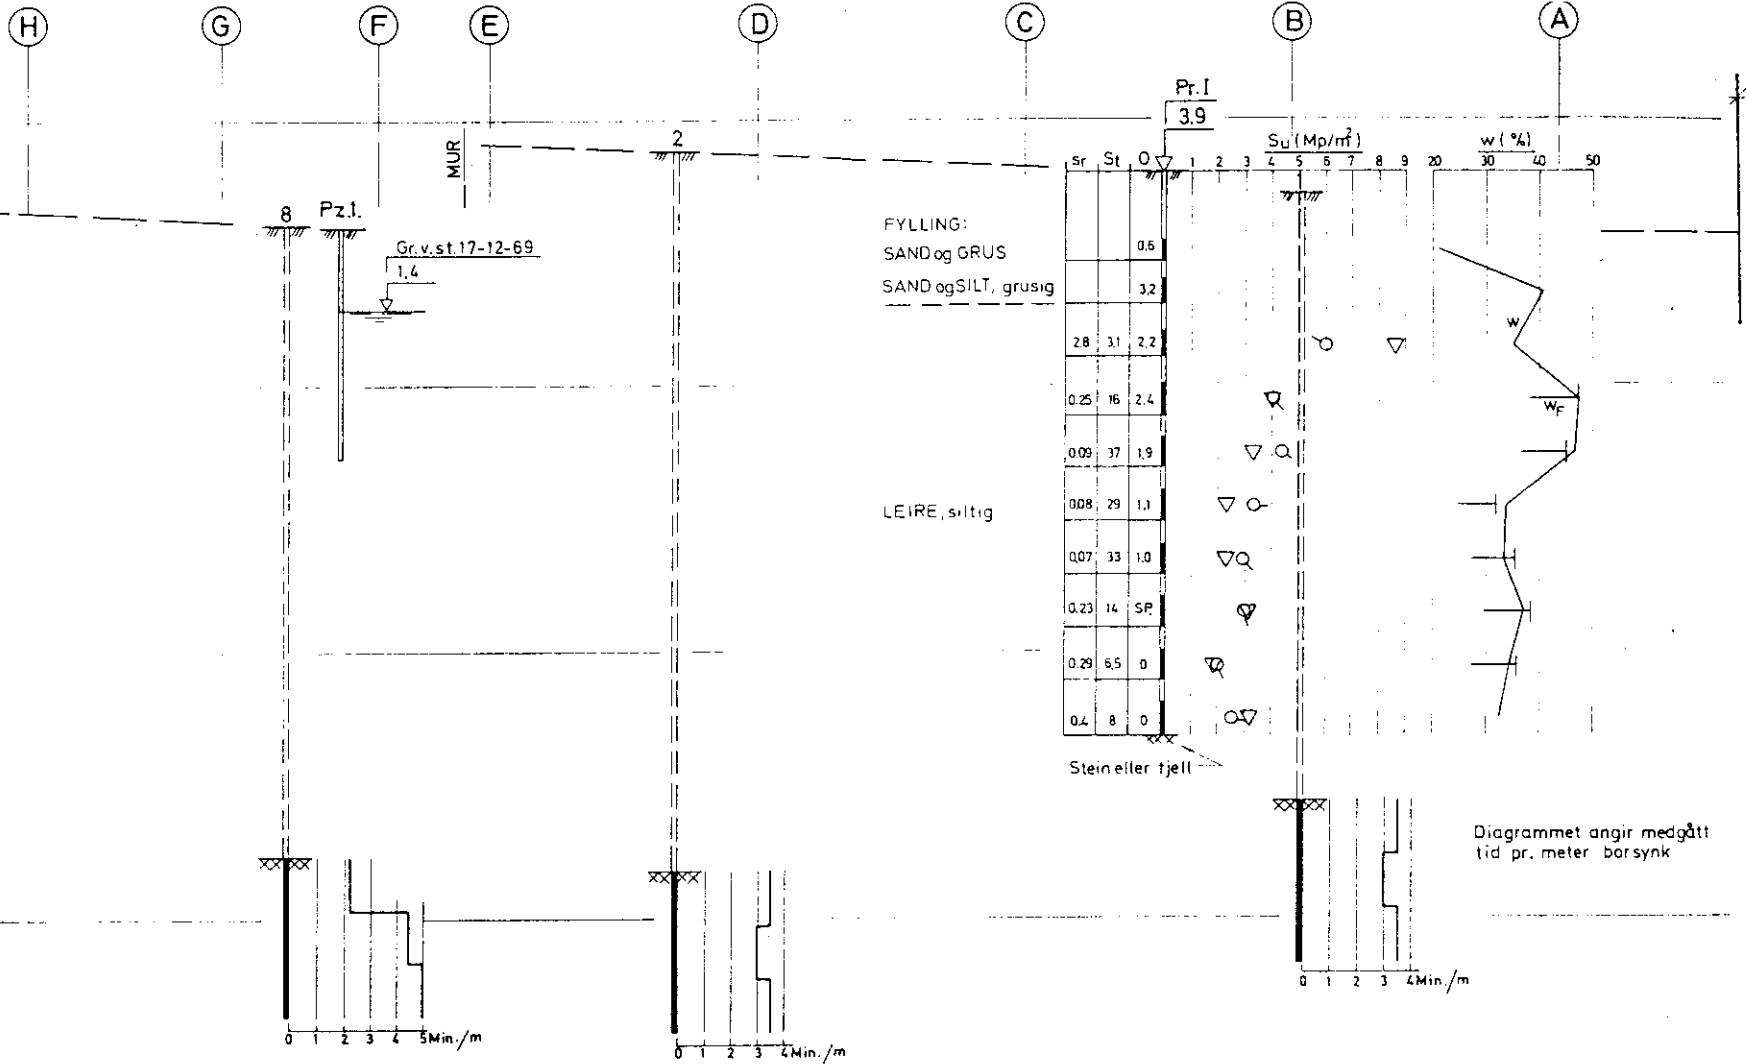 H G F E D C B A
Pr.I
3,9
MUR
2
Sr St O 1 2 3 4 5 6 7 8 9
Su (Mp/m²)
w (%)
20 30 40 50
8 Pz.1.
Gr.v.st.17-12-69
1,4
FYLLING:
SAND og GRUS
0,6
SAND og SILT, grusig
3,2
w
2.8 3,1 2,2
0.25 16 2,4
WF
0.09 37 1,9
LEIRE, siltig
0,08 29 1,1
0,07 33 1,0
0.23 14 SP.
0.29 6,5 0
0.4 8 0
Stein eller fjell
Diagrammet angir medgått
tid pr. meter borsynk
0 1 2 3 4 Min./m
0 1 2 3 4 5 Min./m
0 1 2 3 4 Min./m